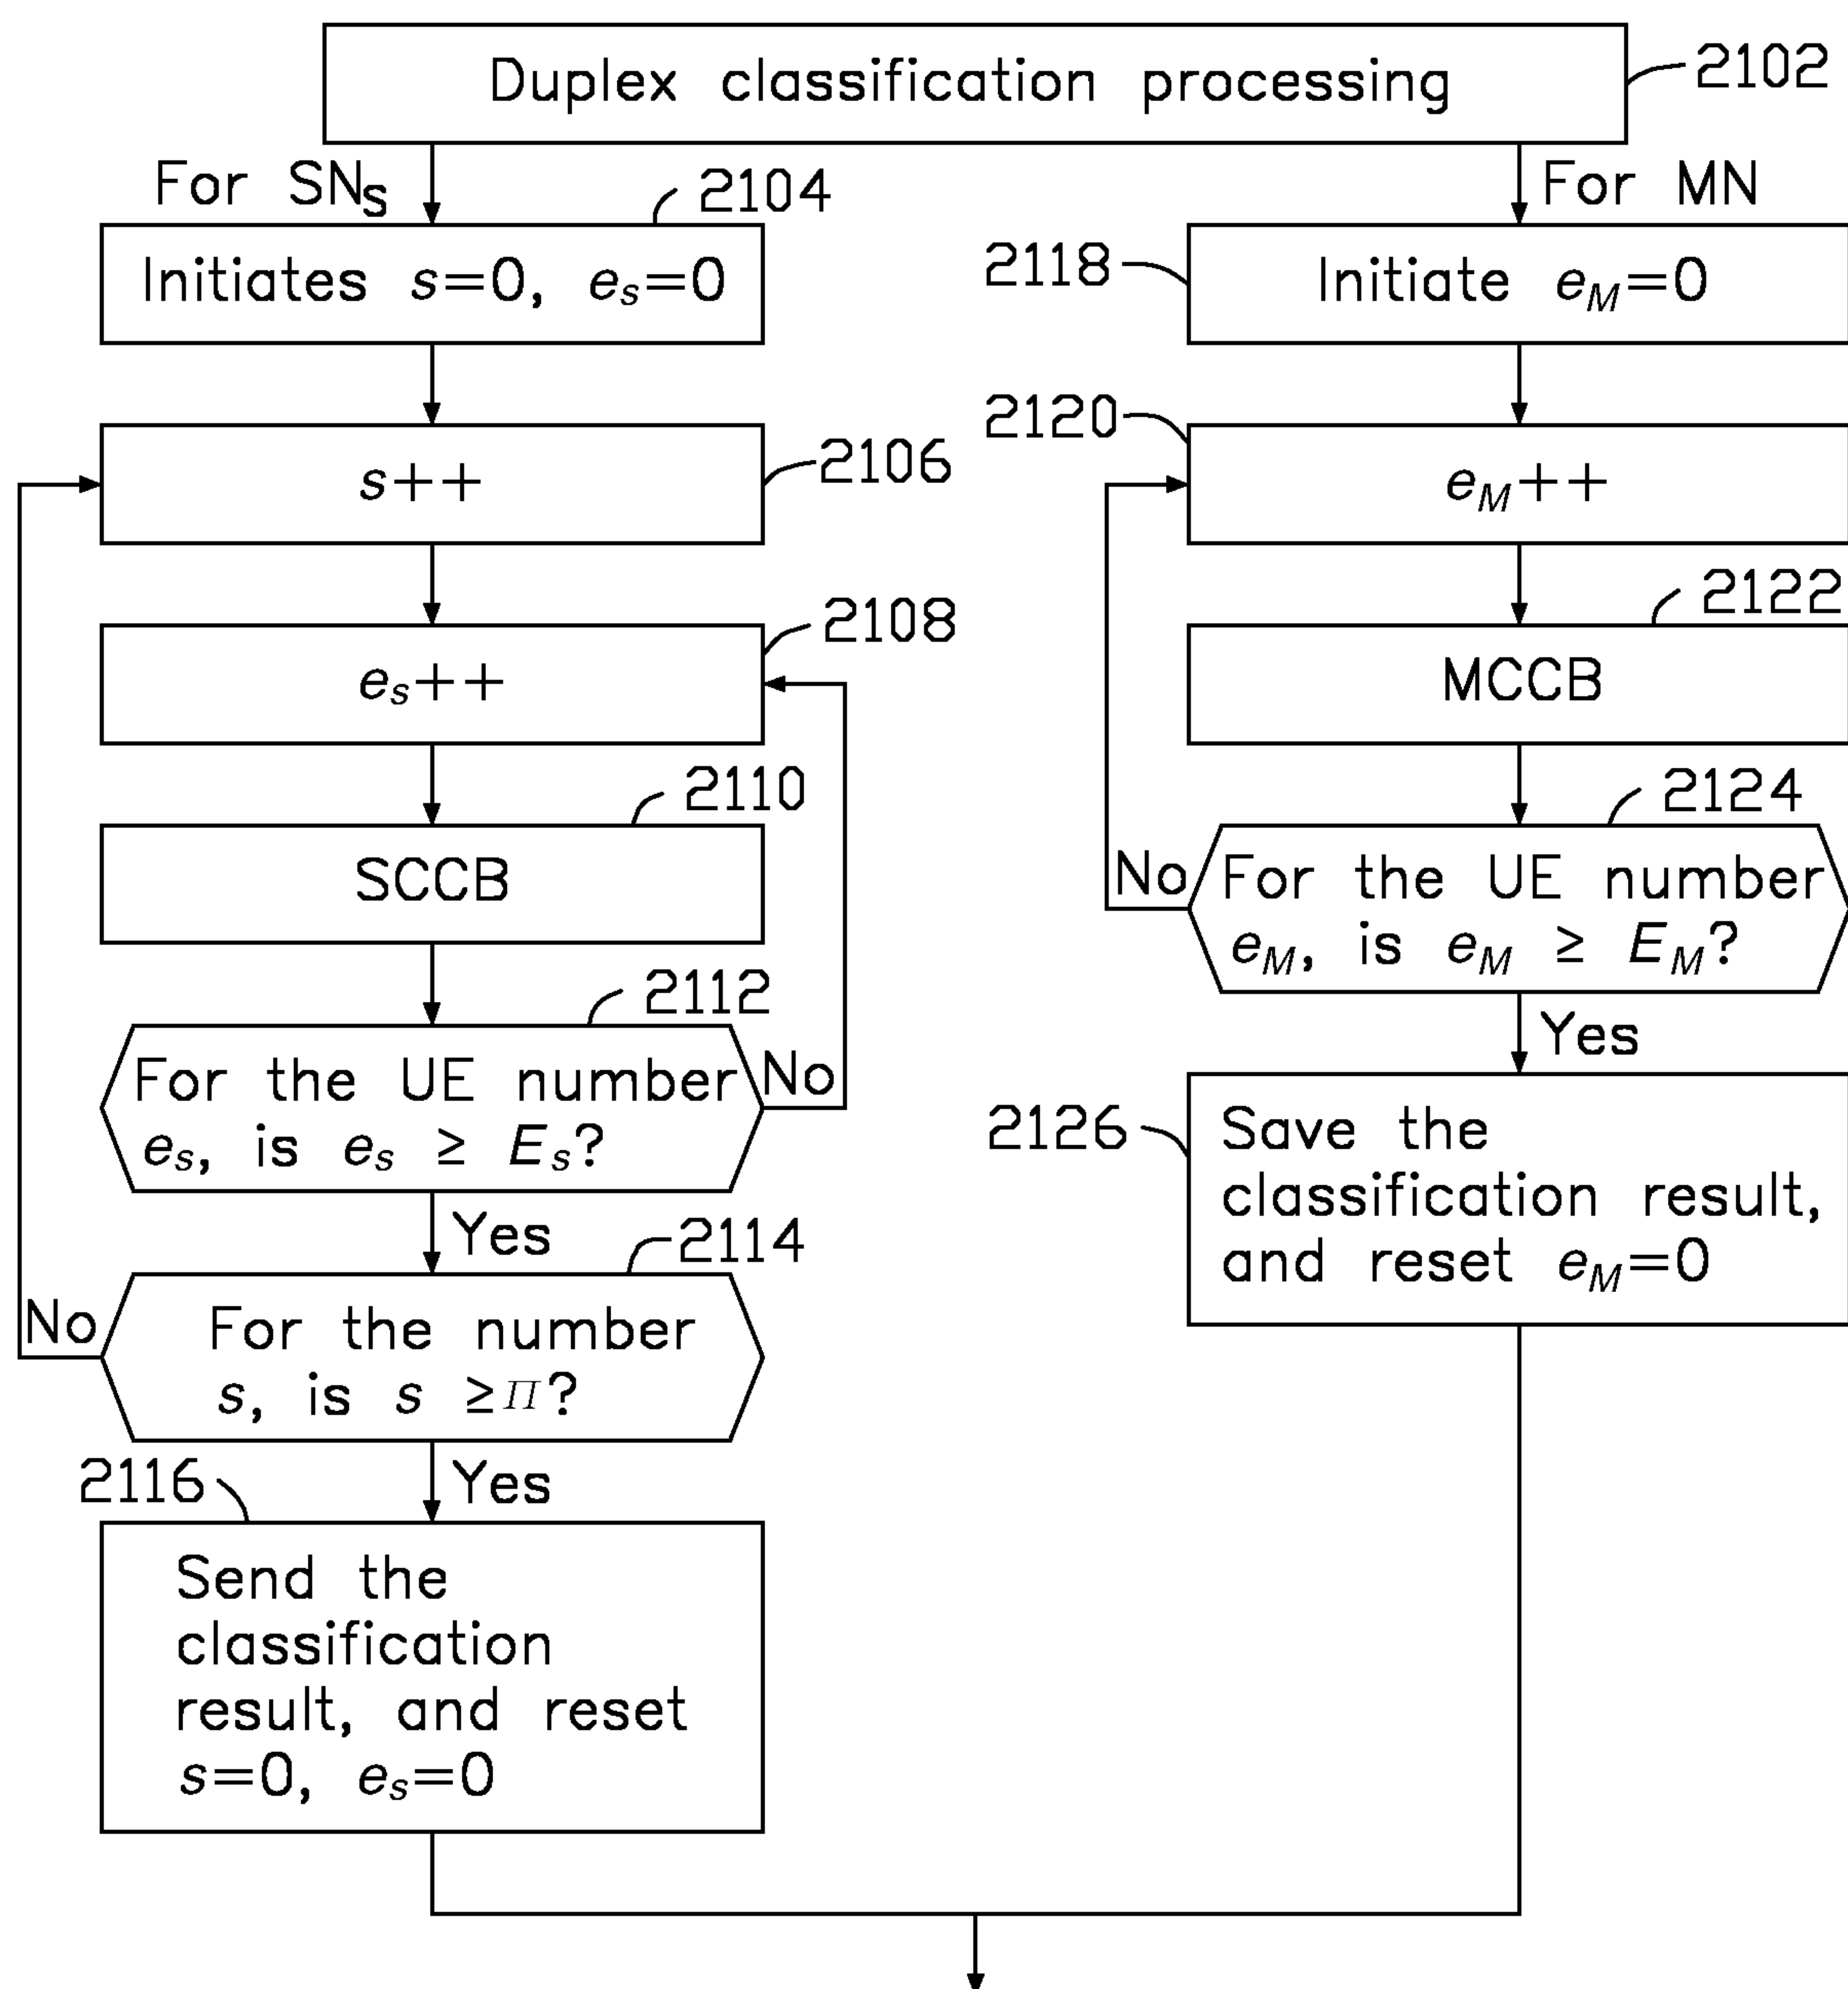 Duplex classification processing
2102
For SNs
2104
Initiates s=0, es=0
s++
2106
es++
2108
2110
SCCB
2112
For the UE number
es, is es ≥ Es?
No
Yes
2114
For the number
s, is s ≥Π?
No
Yes
2116
Send the
classification
result, and reset
s=0, es=0
For MN
2118
Initiate eM=0
2120
eM++
2122
MCCB
2124
For the UE number
eM, is eM ≥ EM?
No
Yes
2126
Save the
classification result,
and reset eM=0